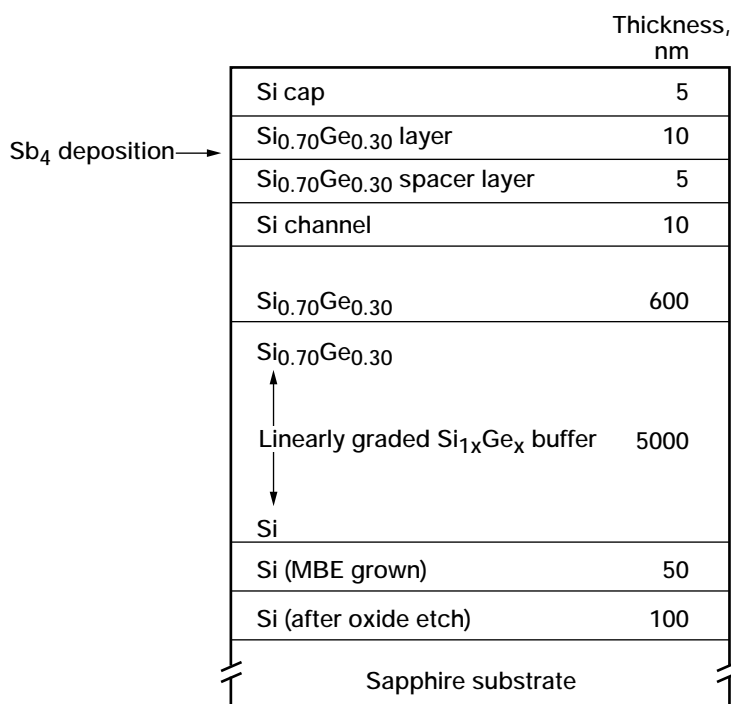 Thickness,
nm
Si cap 5
Sb4 deposition
Si0.70Ge0.30 layer 10
Si0.70Ge0.30 spacer layer 5
Si channel 10
Si0.70Ge0.30 600
Si0.70Ge0.30
Linearly graded Si1xGex buffer 5000
Si
Si (MBE grown) 50
Si (after oxide etch) 100
Sapphire substrate